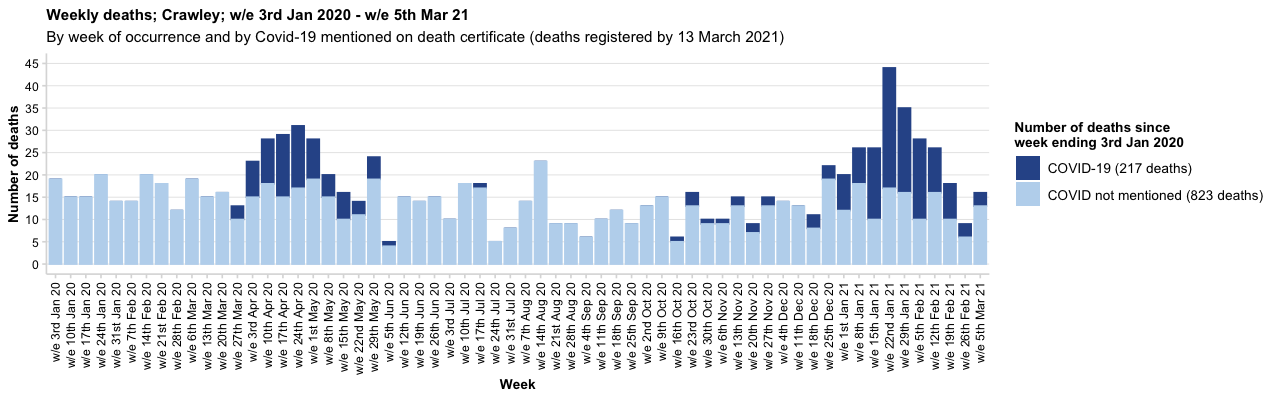 Weekly deaths; Crawley; w/e 3rd Jan 2020 - w/e 5th Mar 21
By week of occurrence and by Covid-19 mentioned on death certificate (deaths registered by 13 March 2021)
Number of deaths
45
40
35
30
25
20
15
10
5
0
w/e 3rd Jan 20
w/e 10th Jan 20
w/e 17th Jan 20
w/e 24th Jan 20
w/e 31st Jan 20
w/e 7th Feb 20
w/e 14th Feb 20
w/e 21st Feb 20
w/e 28th Feb 20
w/e 6th Mar 20
w/e 13th Mar 20
w/e 20th Mar 20
w/e 27th Mar 20
w/e 3rd Apr 20
w/e 10th Apr 20
w/e 17th Apr 20
w/e 24th Apr 20
w/e 1st May 20
w/e 8th May 20
w/e 15th May 20
w/e 22nd May 20
w/e 29th May 20
w/e 5th Jun 20
w/e 12th Jun 20
w/e 19th Jun 20
w/e 26th Jun 20
w/e 3rd Jul 20
w/e 10th Jul 20
w/e 17th Jul 20
w/e 24th Jul 20
w/e 31st Jul 20
w/e 7th Aug 20
w/e 14th Aug 20
w/e 21st Aug 20
w/e 28th Aug 20
w/e 4th Sep 20
w/e 11th Sep 20
w/e 18th Sep 20
w/e 25th Sep 20
w/e 2nd Oct 20
w/e 9th Oct 20
w/e 16th Oct 20
w/e 23rd Oct 20
w/e 30th Oct 20
w/e 6th Nov 20
w/e 13th Nov 20
w/e 20th Nov 20
w/e 27th Nov 20
w/e 4th Dec 20
w/e 11th Dec 20
w/e 18th Dec 20
w/e 25th Dec 20
w/e 1st Jan 21
w/e 8th Jan 21
w/e 15th Jan 21
w/e 22nd Jan 21
w/e 29th Jan 21
w/e 5th Feb 21
w/e 12th Feb 21
w/e 19th Feb 21
w/e 26th Feb 21
w/e 5th Mar 21
Week
Number of deaths since
week ending 3rd Jan 2020
COVID-19 (217 deaths)
COVID not mentioned (823 deaths)